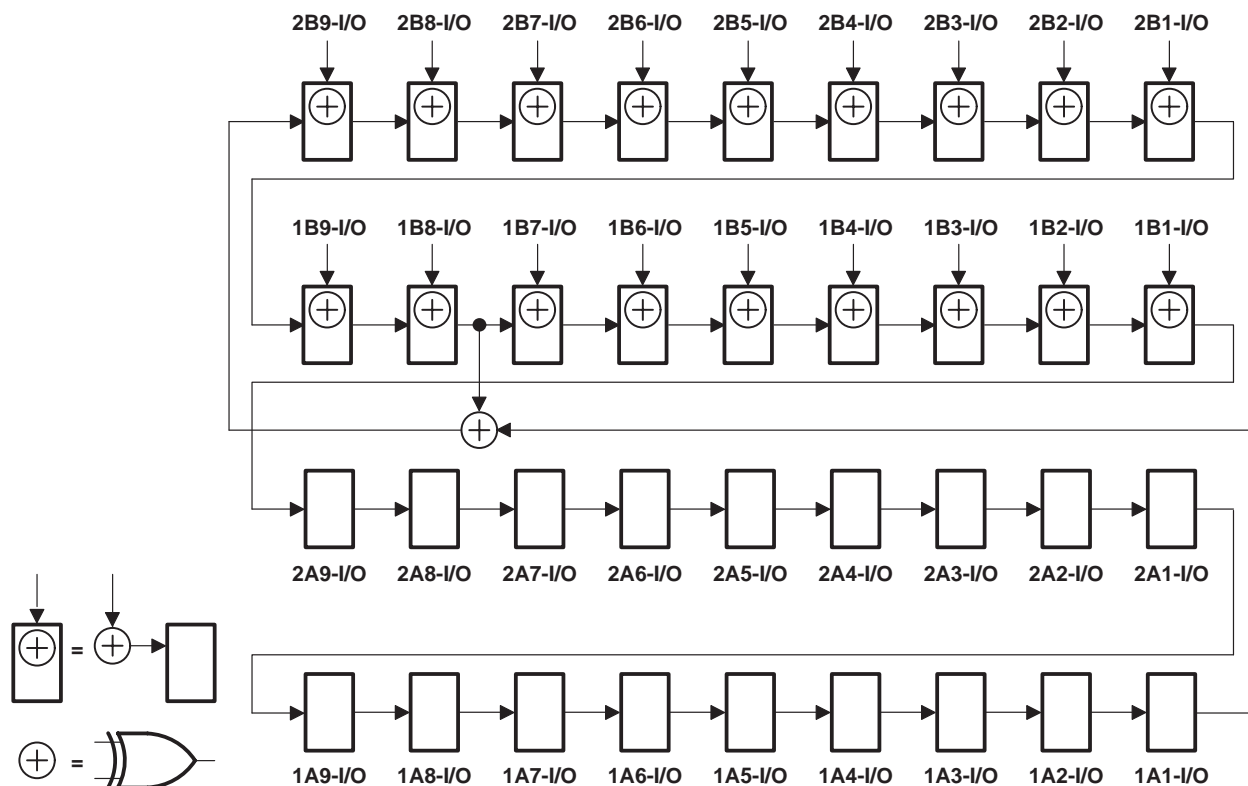 2B9-I/O 2B8-I/O 2B7-I/O 2B6-I/O 2B5-I/O 2B4-I/O 2B3-I/O 2B2-I/O 2B1-I/O
1B9-I/O 1B8-I/O 1B7-I/O 1B6-I/O 1B5-I/O 1B4-I/O 1B3-I/O 1B2-I/O 1B1-I/O
2A9-I/O 2A8-I/O 2A7-I/O 2A6-I/O 2A5-I/O 2A4-I/O 2A3-I/O 2A2-I/O 2A1-I/O
=
=
1A9-I/O 1A8-I/O 1A7-I/O 1A6-I/O 1A5-I/O 1A4-I/O 1A3-I/O 1A2-I/O 1A1-I/O